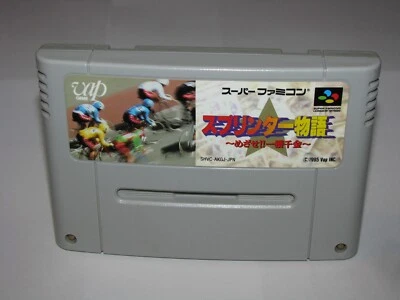 vap
スーパーファミコン
スプリンター物語
～めざせ!!一攫千金～
SHVC-AKGJ-JPN
© 1995 Vap INC.